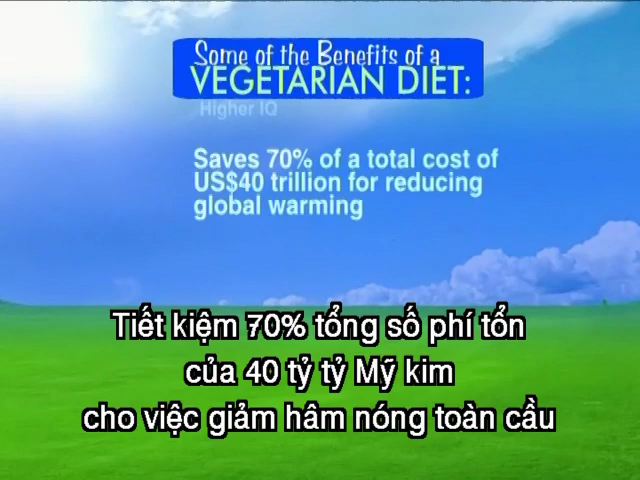 Some of the Benefits of a
VEGETARIAN DIET:
Higher IQ
Saves 70% of a total cost of
US$40 trillion for reducing
global warming
Tiết kiệm 70% tổng số phí tổn
của 40 tỷ tỷ Mỹ kim
cho việc giảm hâm nóng toàn cầu